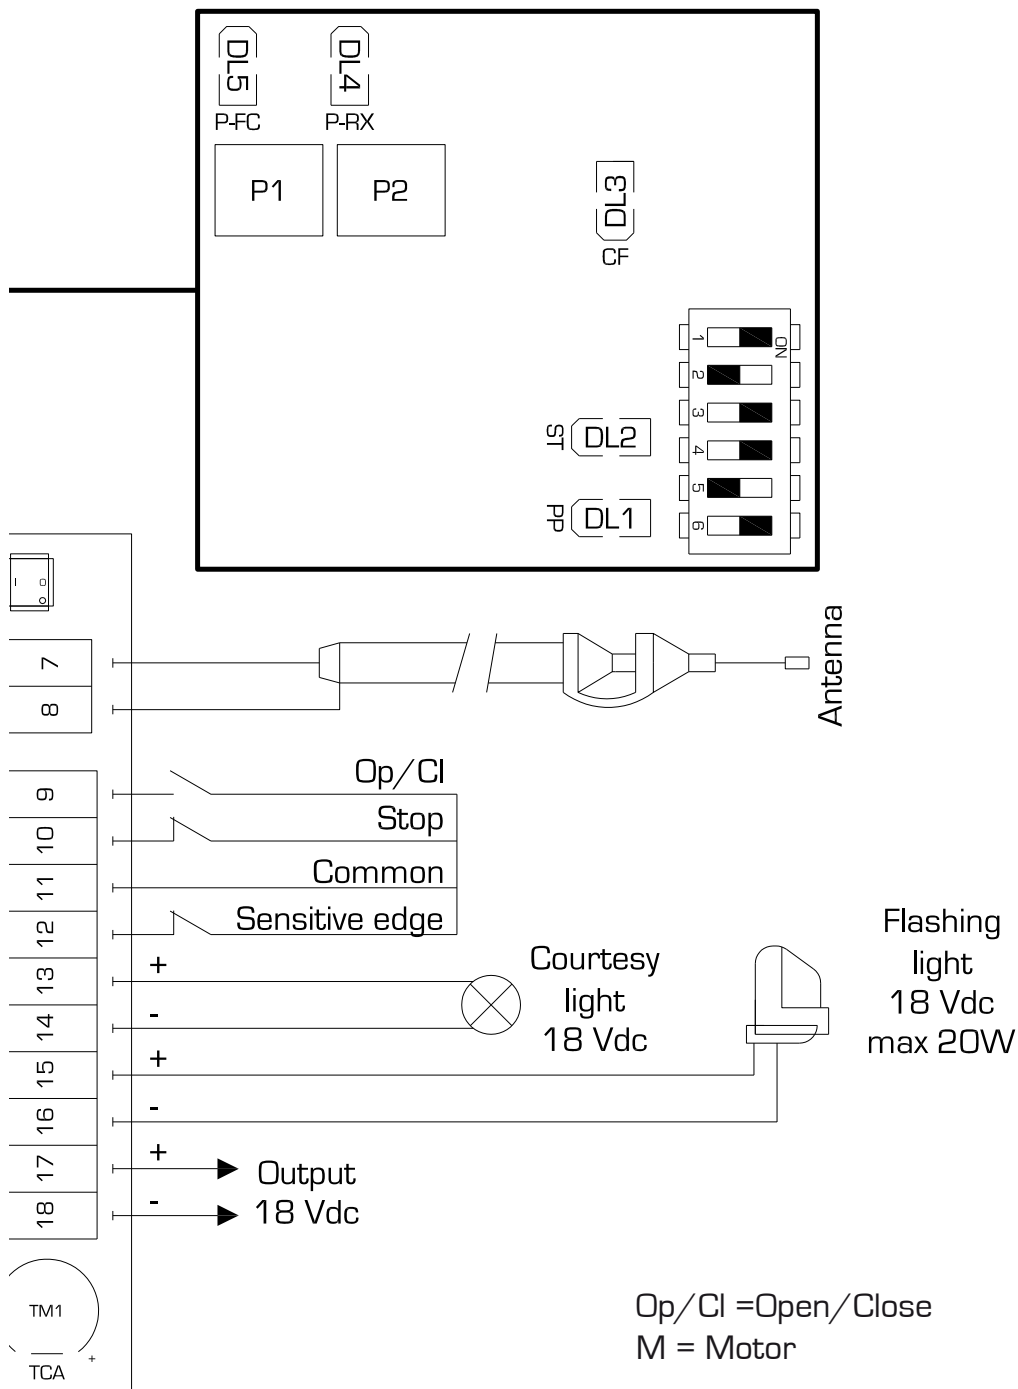 DL5
DL4
P-FC
P-RX
P1
P2
DL3
CF
ON
1
2
3
4
5
6
ST
DL2
PP
DL1
7
8
Antenna
9
Op/Cl
10
Stop
11
Common
12
Sensitive edge
13
+
14
-
Courtesy
light
18 Vdc
Flashing
light
18 Vdc
max 20W
15
+
16
-
17
+
18
-
Output
18 Vdc
TM1
TCA
+
Op/Cl =Open/Close
M = Motor